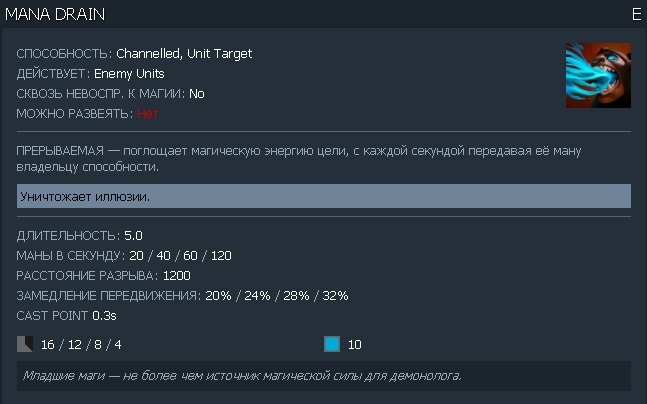 MANA DRAIN E
СПОСОБНОСТЬ: Channelled, Unit Target
ДЕЙСТВУЕТ: Enemy Units
СКВОЗЬ НЕВОСПР. К МАГИИ: No
МОЖНО РАЗВЕЯТЬ: Нет
ПРЕРЫВАЕМАЯ — поглощает магическую энергию цели, с каждой секундой передавая её ману
владельцу способности.
Уничтожает иллюзии.
ДЛИТЕЛЬНОСТЬ: 5.0
МАНЫ В СЕКУНДУ: 20 / 40 / 60 / 120
РАССТОЯНИЕ РАЗРЫВА: 1200
ЗАМЕДЛЕНИЕ ПЕРЕДВИЖЕНИЯ: 20% / 24% / 28% / 32%
CAST POINT 0.3s
16 / 12 / 8 / 4 10
Младшие маги — не более чем источник магической силы для демонолога.